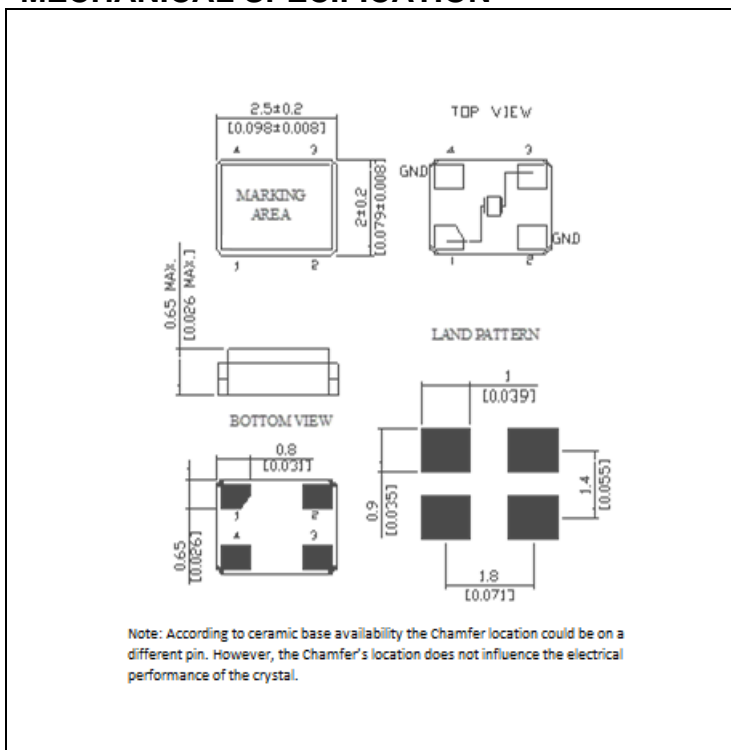 MECHANICAL SPECIFICATION
2.5±0.2
[0.098±0.008]
4 3
MARKING
AREA
1 2
2±0.2
[0.079±0.008]
TOP VIEW
4 3
GND
GND
1 2
0.65 MAX.
[0.026 MAX.]
LAND PATTERN
1
[0.039]
0.9
[0.035]
1.4
[0.055]
1.8
[0.071]
BOTTOM VIEW
0.8
[0.031]
1 2
4 3
0.65
[0.026]
Note: According to ceramic base availability the Chamfer location could be on a
different pin. However, the Chamfer's location does not influence the electrical
performance of the crystal.